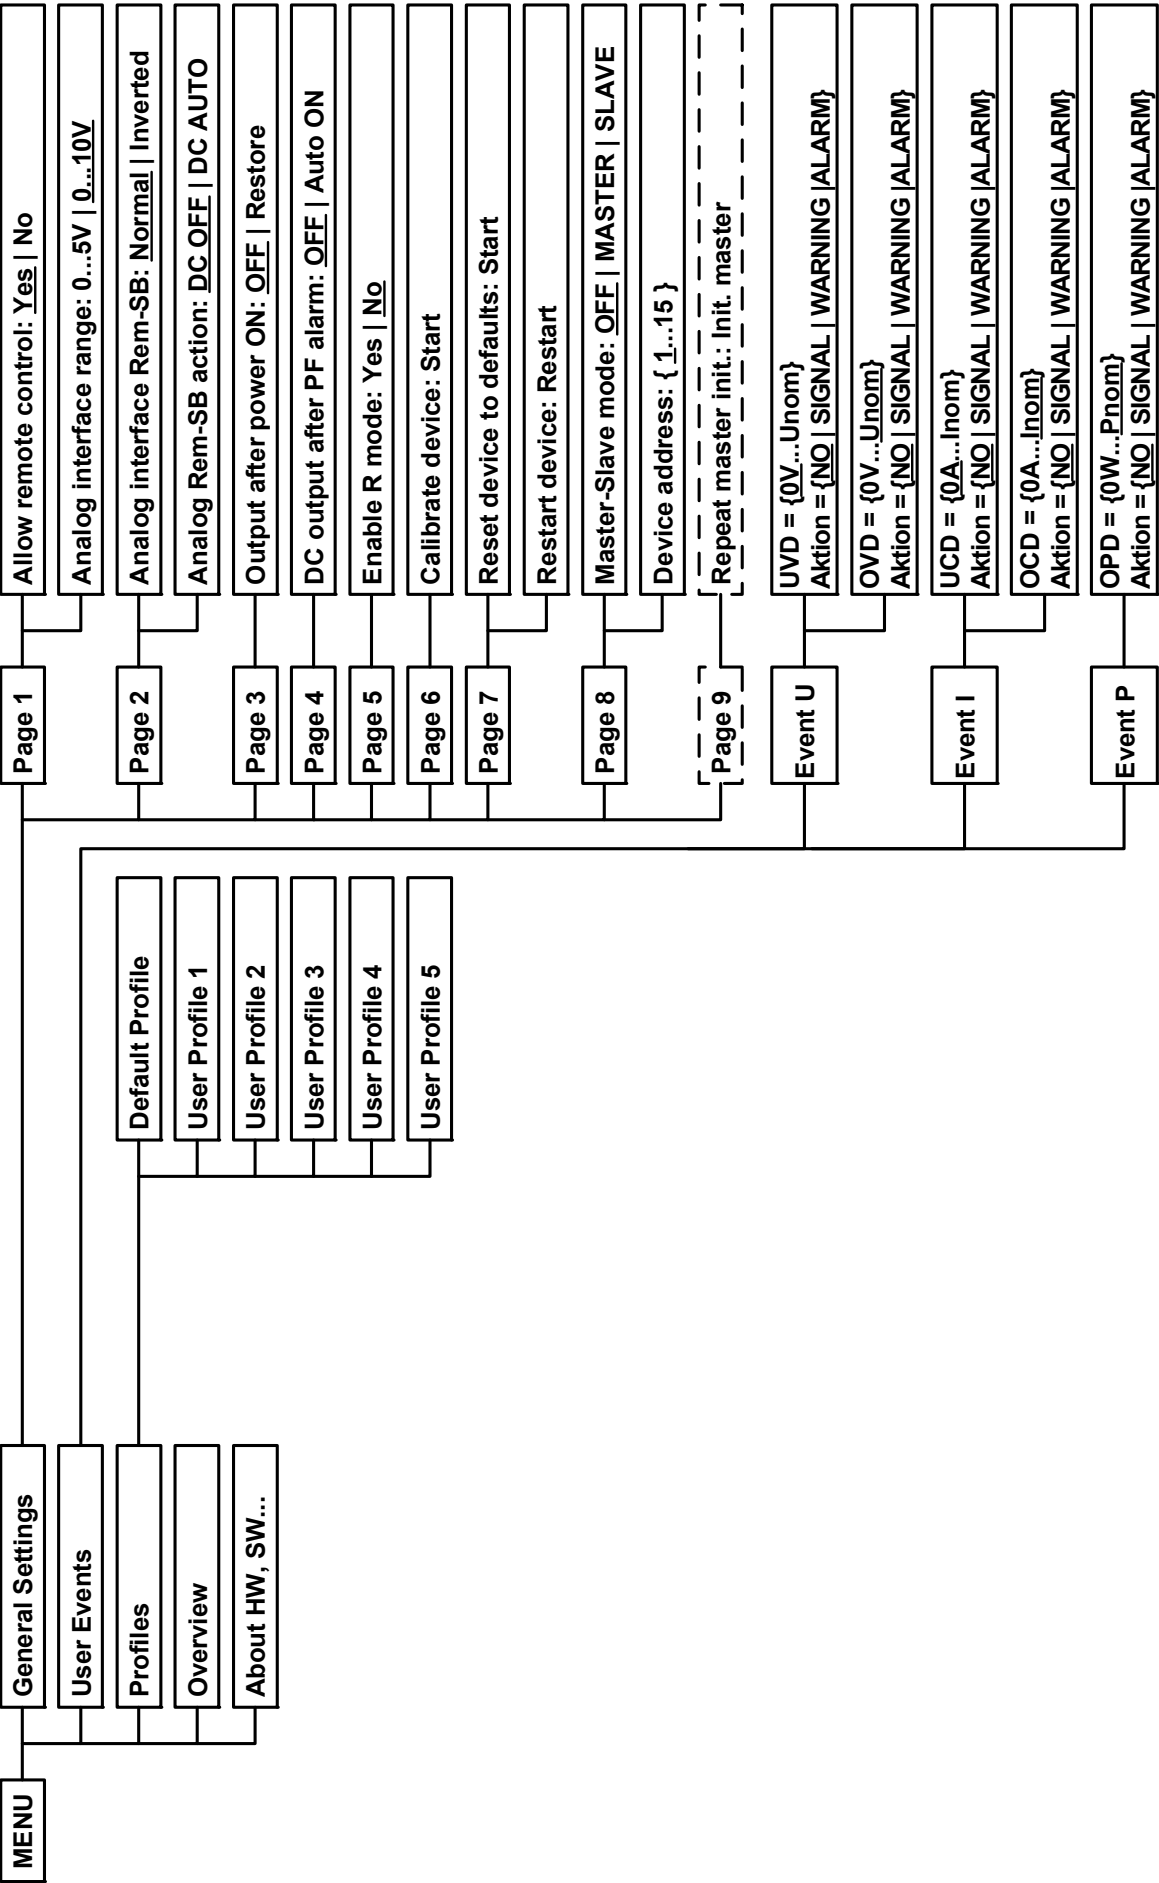 MENU
General Settings
User Events
Profiles
Overview
About HW, SW...
Default Profile
User Profile 1
User Profile 2
User Profile 3
User Profile 4
User Profile 5
Page 1
Allow remote control: Yes | No
Analog interface range: 0...5V | 0...10V
Page 2
Analog interface Rem-SB: Normal | Inverted
Analog Rem-SB action: DC OFF | DC AUTO
Page 3
Output after power ON: OFF | Restore
Page 4
DC output after PF alarm: OFF | Auto ON
Page 5
Enable R mode: Yes | No
Page 6
Calibrate device: Start
Page 7
Reset device to defaults: Start
Restart device: Restart
Page 8
Master-Slave mode: OFF | MASTER | SLAVE
Device address: { 1...15 }
Page 9
Repeat master init.: Init. master
Event U
UVD = {0V...Unom}
Aktion = {NO | SIGNAL | WARNING |ALARM}
OVD = {0V...Unom}
Aktion = {NO | SIGNAL | WARNING |ALARM}
Event I
UCD = {0A...Inom}
Aktion = {NO | SIGNAL | WARNING |ALARM}
OCD = {0A...Inom}
Aktion = {NO | SIGNAL | WARNING |ALARM}
Event P
OPD = {0W...Pnom}
Aktion = {NO | SIGNAL | WARNING |ALARM}